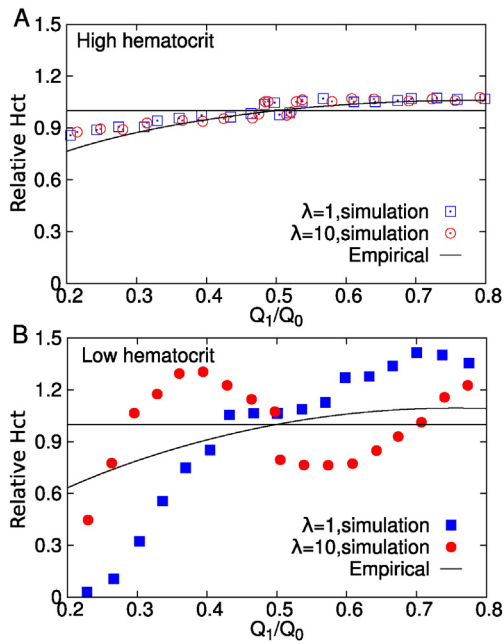 A
High hematocrit
Relative Hct
1.5
1.2
0.9
0.6
0.3
0
λ=1,simulation
λ=10,simulation
Empirical
0.2 0.3 0.4 0.5 0.6 0.7 0.8
Q1/Q0
B
Low hematocrit
Relative Hct
1.5
1.2
0.9
0.6
0.3
0
λ=1,simulation
λ=10,simulation
Empirical
0.2 0.3 0.4 0.5 0.6 0.7 0.8
Q1/Q0